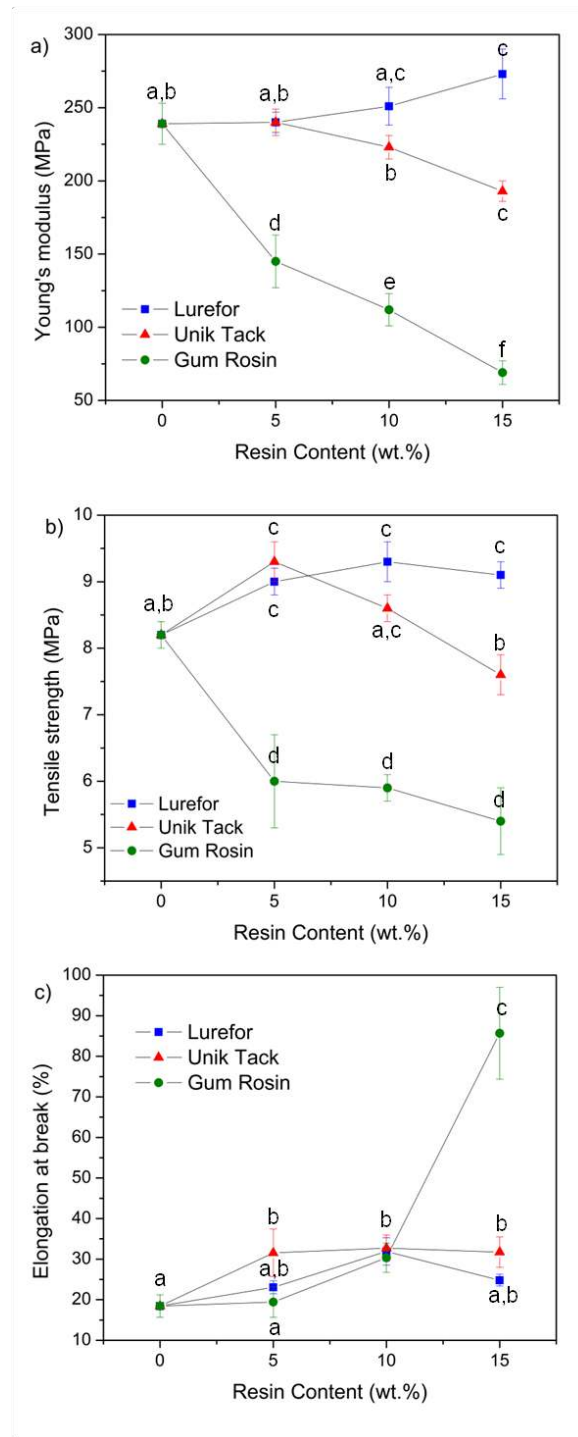 a)
300
250
200
150
100
50
Young's modulus (MPa)
a,b
a,b
a,c
c
b
c
d
e
f
Lurefor
Unik Tack
Gum Rosin
0 5 10 15
Resin Content (wt.%)
b)
10
9
8
7
6
5
Tensile strength (MPa)
a,b
c
c
c
c
a,c
b
d
d
d
Lurefor
Unik Tack
Gum Rosin
0 5 10 15
Resin Content (wt.%)
c)
100
90
80
70
60
50
40
30
20
10
Elongation at break (%)
Lurefor
Unik Tack
Gum Rosin
c
a
b
b
b
a,b
a
a,b
0 5 10 15
Resin Content (wt.%)